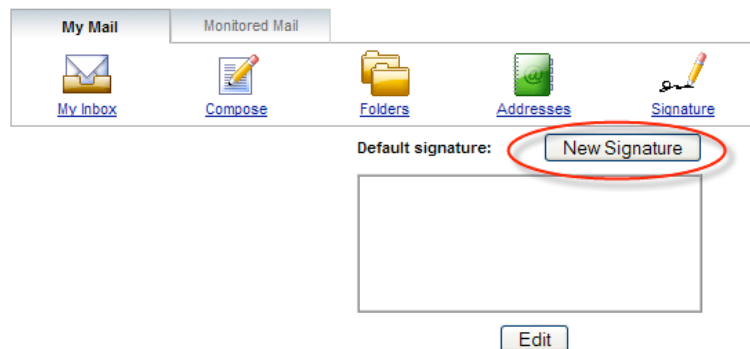 My Mail Monitored Mail
My Inbox Compose Folders Addresses Signature
Default signature: New Signature
Edit